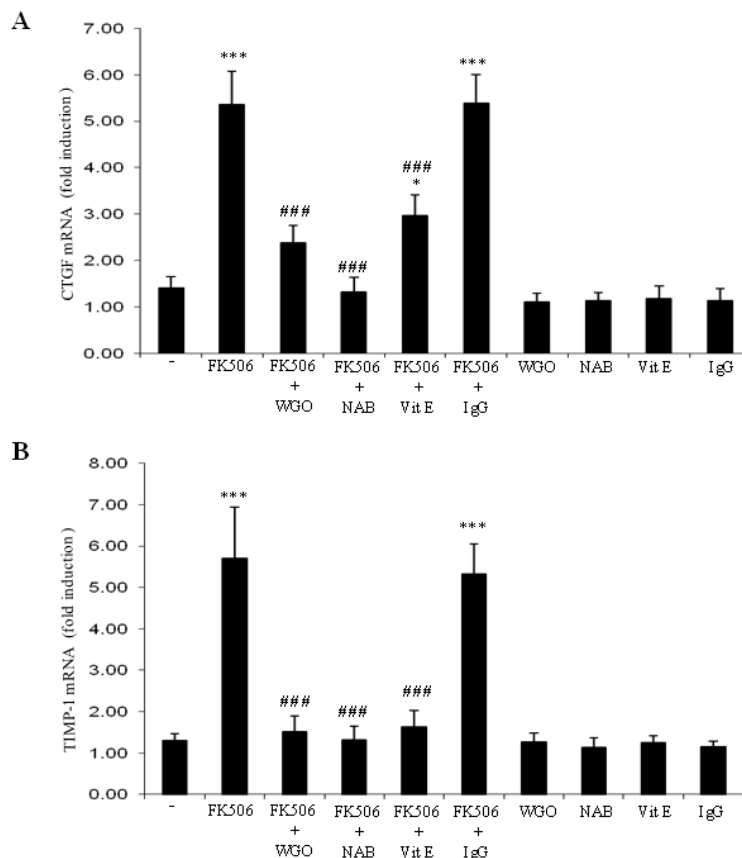 A
7.00
6.00
5.00
4.00
3.00
2.00
1.00
0.00
CTGF mRNA (fold induction)
***
###
###
###
*
***
- FK506 FK506 FK506 FK506 FK506 WGO NAB Vit E IgG
+ + + +
WGO NAB Vit E IgG
B
8.00
7.00
6.00
5.00
4.00
3.00
2.00
1.00
0.00
TIMP-1 mRNA (fold induction)
***
###
###
###
***
- FK506 FK506 FK506 FK506 FK506 WGO NAB Vit E IgG
+ + + +
WGO NAB Vit E IgG